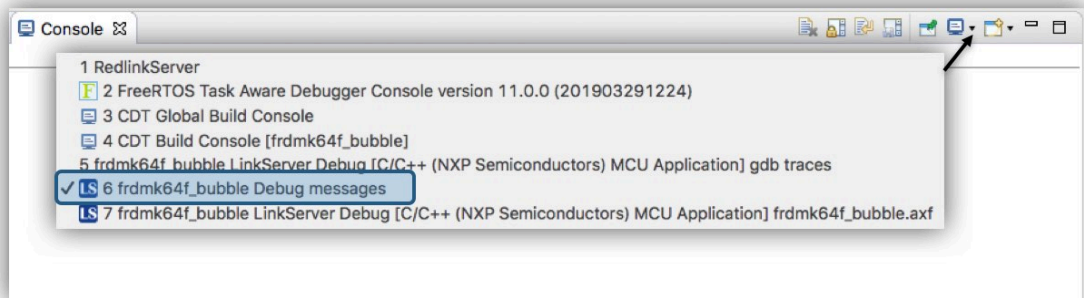 Console
1 RedlinkServer
F 2 FreeRTOS Task Aware Debugger Console version 11.0.0 (201903291224)
3 CDT Global Build Console
4 CDT Build Console [frdmk64f_bubble]
5 frdmk64f_bubble LinkServer Debug [C/C++ (NXP Semiconductors) MCU Application] gdb traces
✓ LS 6 frdmk64f_bubble Debug messages
LS 7 frdmk64f_bubble LinkServer Debug [C/C++ (NXP Semiconductors) MCU Application] frdmk64f_bubble.axf